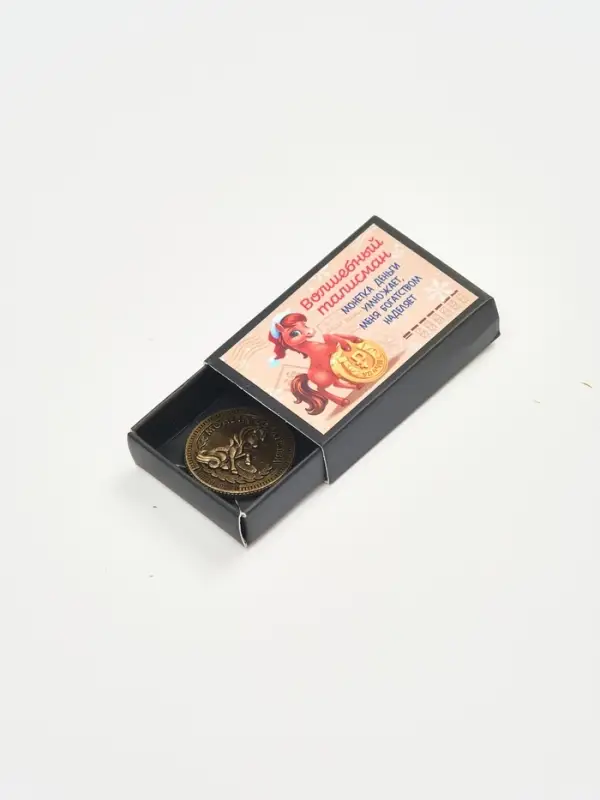 Волшебный
талисман
МОНЕТКА ДЕНЬГИ
УМНОЖАЕТ,
МЕНЯ БОГАТСТВОМ
НАДЕЛЯЕТ